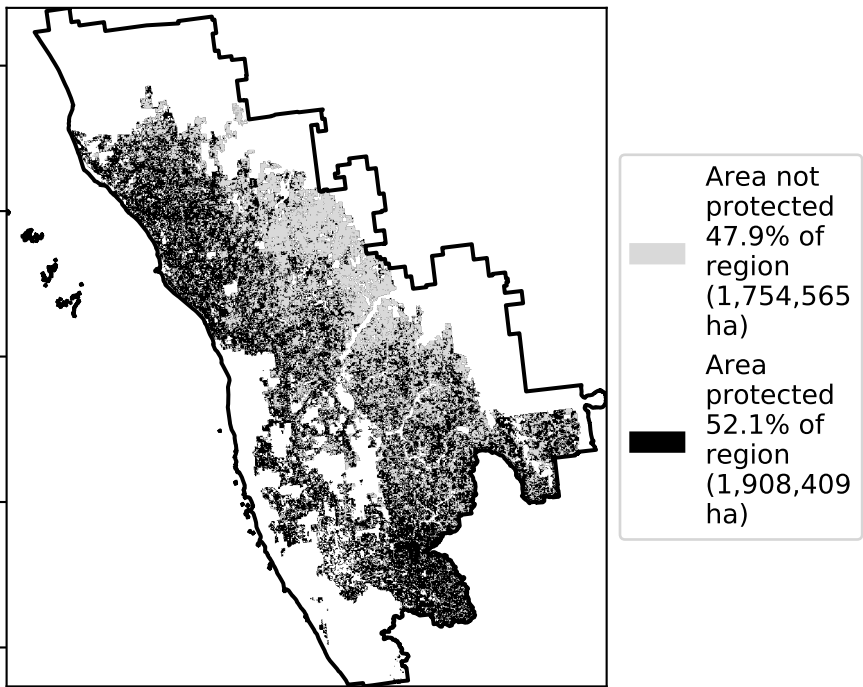 Area not
protected
47.9% of
region
(1,754,565
ha)
Area
protected
52.1% of
region
(1,908,409
ha)